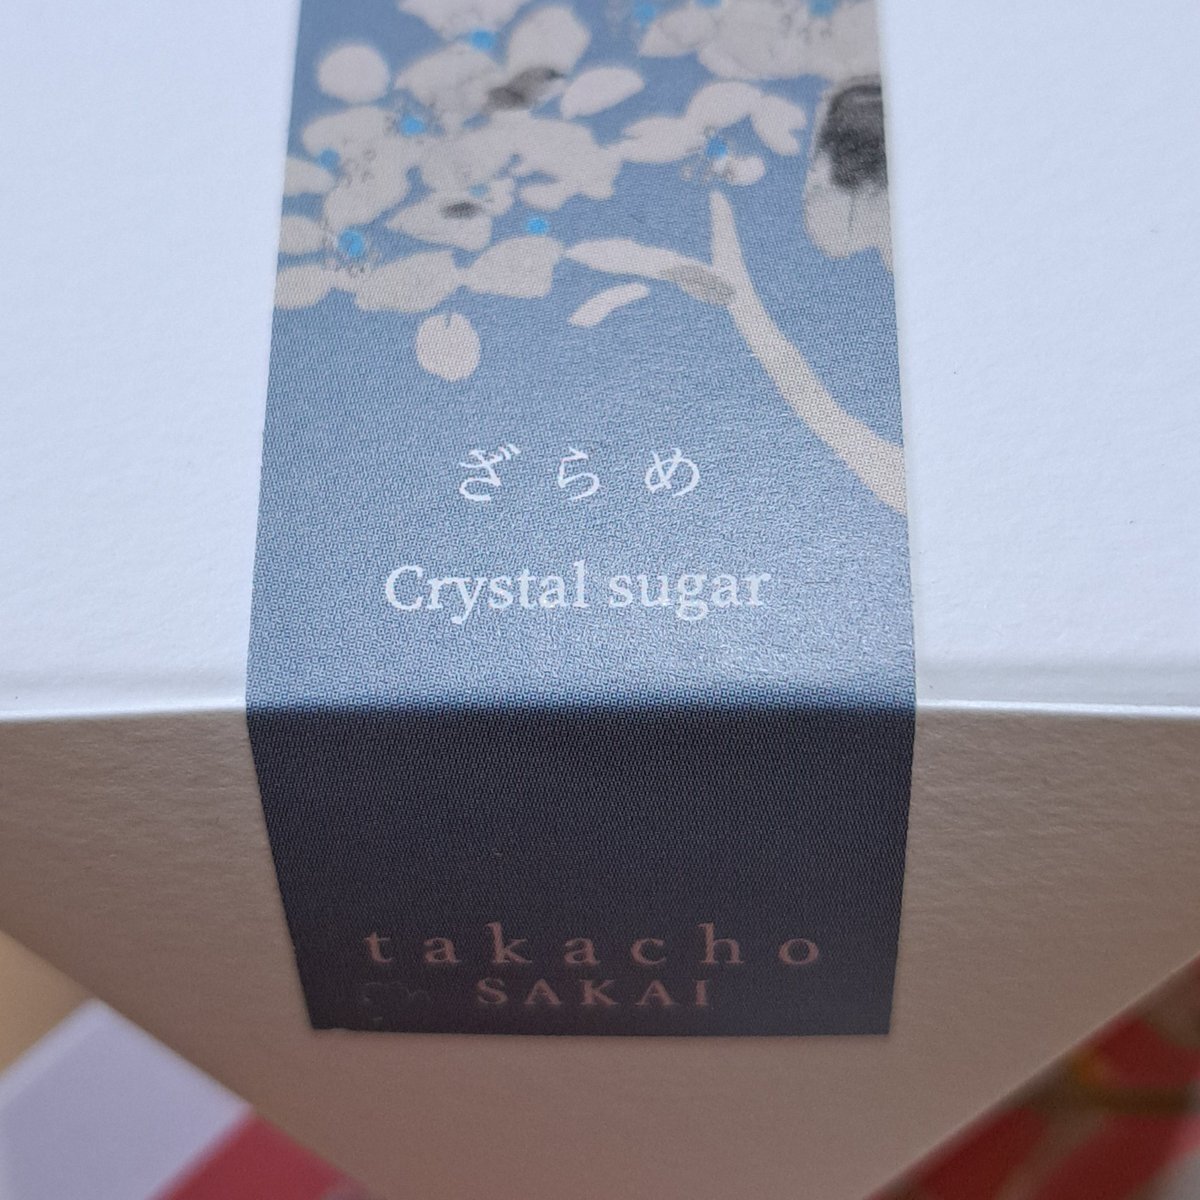 ざらめ
Crystal sugar
takacho
SAKAI